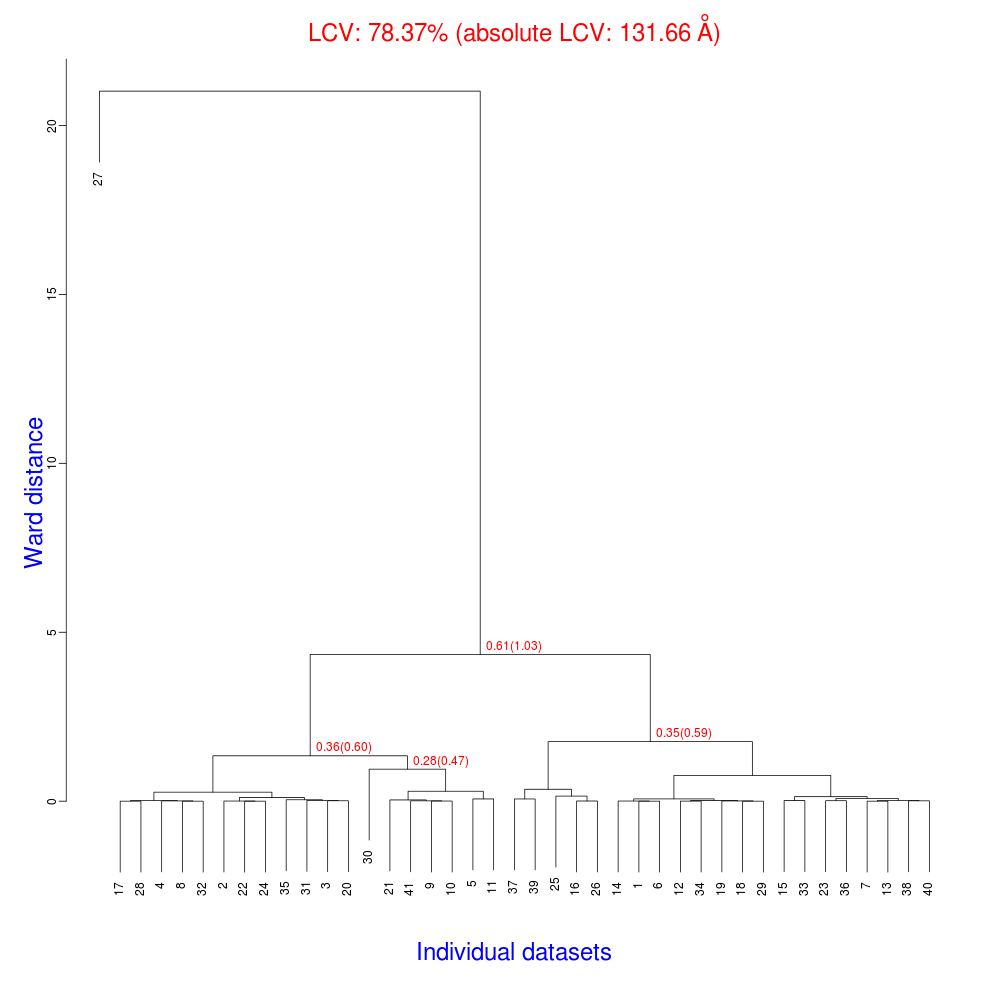 LCV: 78.37% (absolute LCV: 131.66 Å)
Ward distance
20
15
10
5
0
0.61(1.03)
0.36(0.60)
0.28(0.47)
0.35(0.59)
27
17 28 4 8 32 2 22 24 35 31 3 20 30 21 41 9 10 5 11 37 39 25 16 26 14 1 6 12 34 19 18 29 15 33 23 36 7 13 38 40
Individual datasets